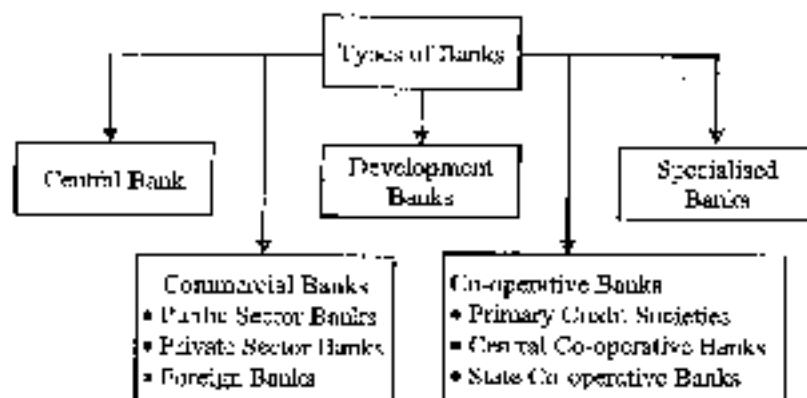 Types of Banks
Central Bank
Development
Banks
Specialised
Banks
Commercial Banks
• Public Sector Banks
• Private Sector Banks
• Foreign Banks
Co-operative Banks
• Primary Credit Societies
• Central Co-operative Banks
• State Co-operative Banks